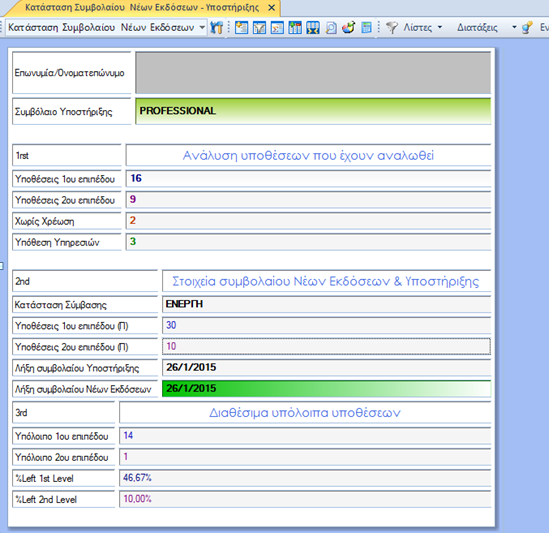 Κατάσταση Συμβολαίου Νέων Εκδόσεων - Υποστήριξης
Κατάσταση Συμβολαίου Νέων Εκδόσεων Λίστες Διατάξεις Εν
Επωνυμία/Ονοματεπώνυμο
Συμβόλαιο Υποστήριξης PROFESSIONAL
1rst Ανάλυση υποθέσεων που έχουν αναλωθεί
Υποθέσεις 1ου επιπέδου 16
Υποθέσεις 2ου επιπέδου 9
Χωρίς Χρέωση 2
Υπόθεση Υπηρεσιών 3
2nd Στοιχεία συμβολαίου Νέων Εκδόσεων & Υποστήριξης
Κατάσταση Σύμβασης ΕΝΕΡΓΗ
Υποθέσεις 1ου επιπέδου (Π) 30
Υποθέσεις 2ου επιπέδου (Π) 10
Λήξη συμβολαίου Υποστήριξης 26/1/2015
Λήξη συμβολαίου Νέων Εκδόσεων 26/1/2015
3rd Διαθέσιμα υπόλοιπα υποθέσεων
Υπόλοιπο 1ου επιπέδου 14
Υπόλοιπο 2ου επιπέδου 1
%Left 1st Level 46,67%
%Left 2nd Level 10,00%